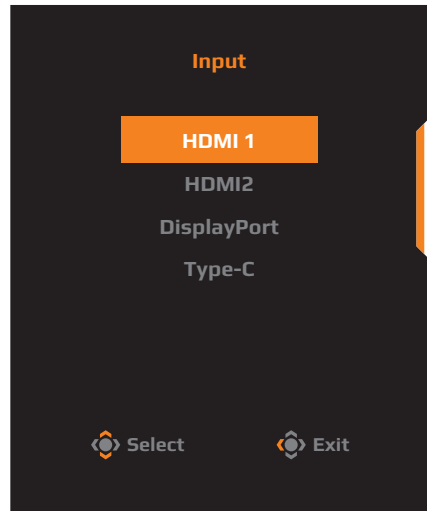 Input
HDMI 1
HDMI2
DisplayPort
Type-C
Select Exit